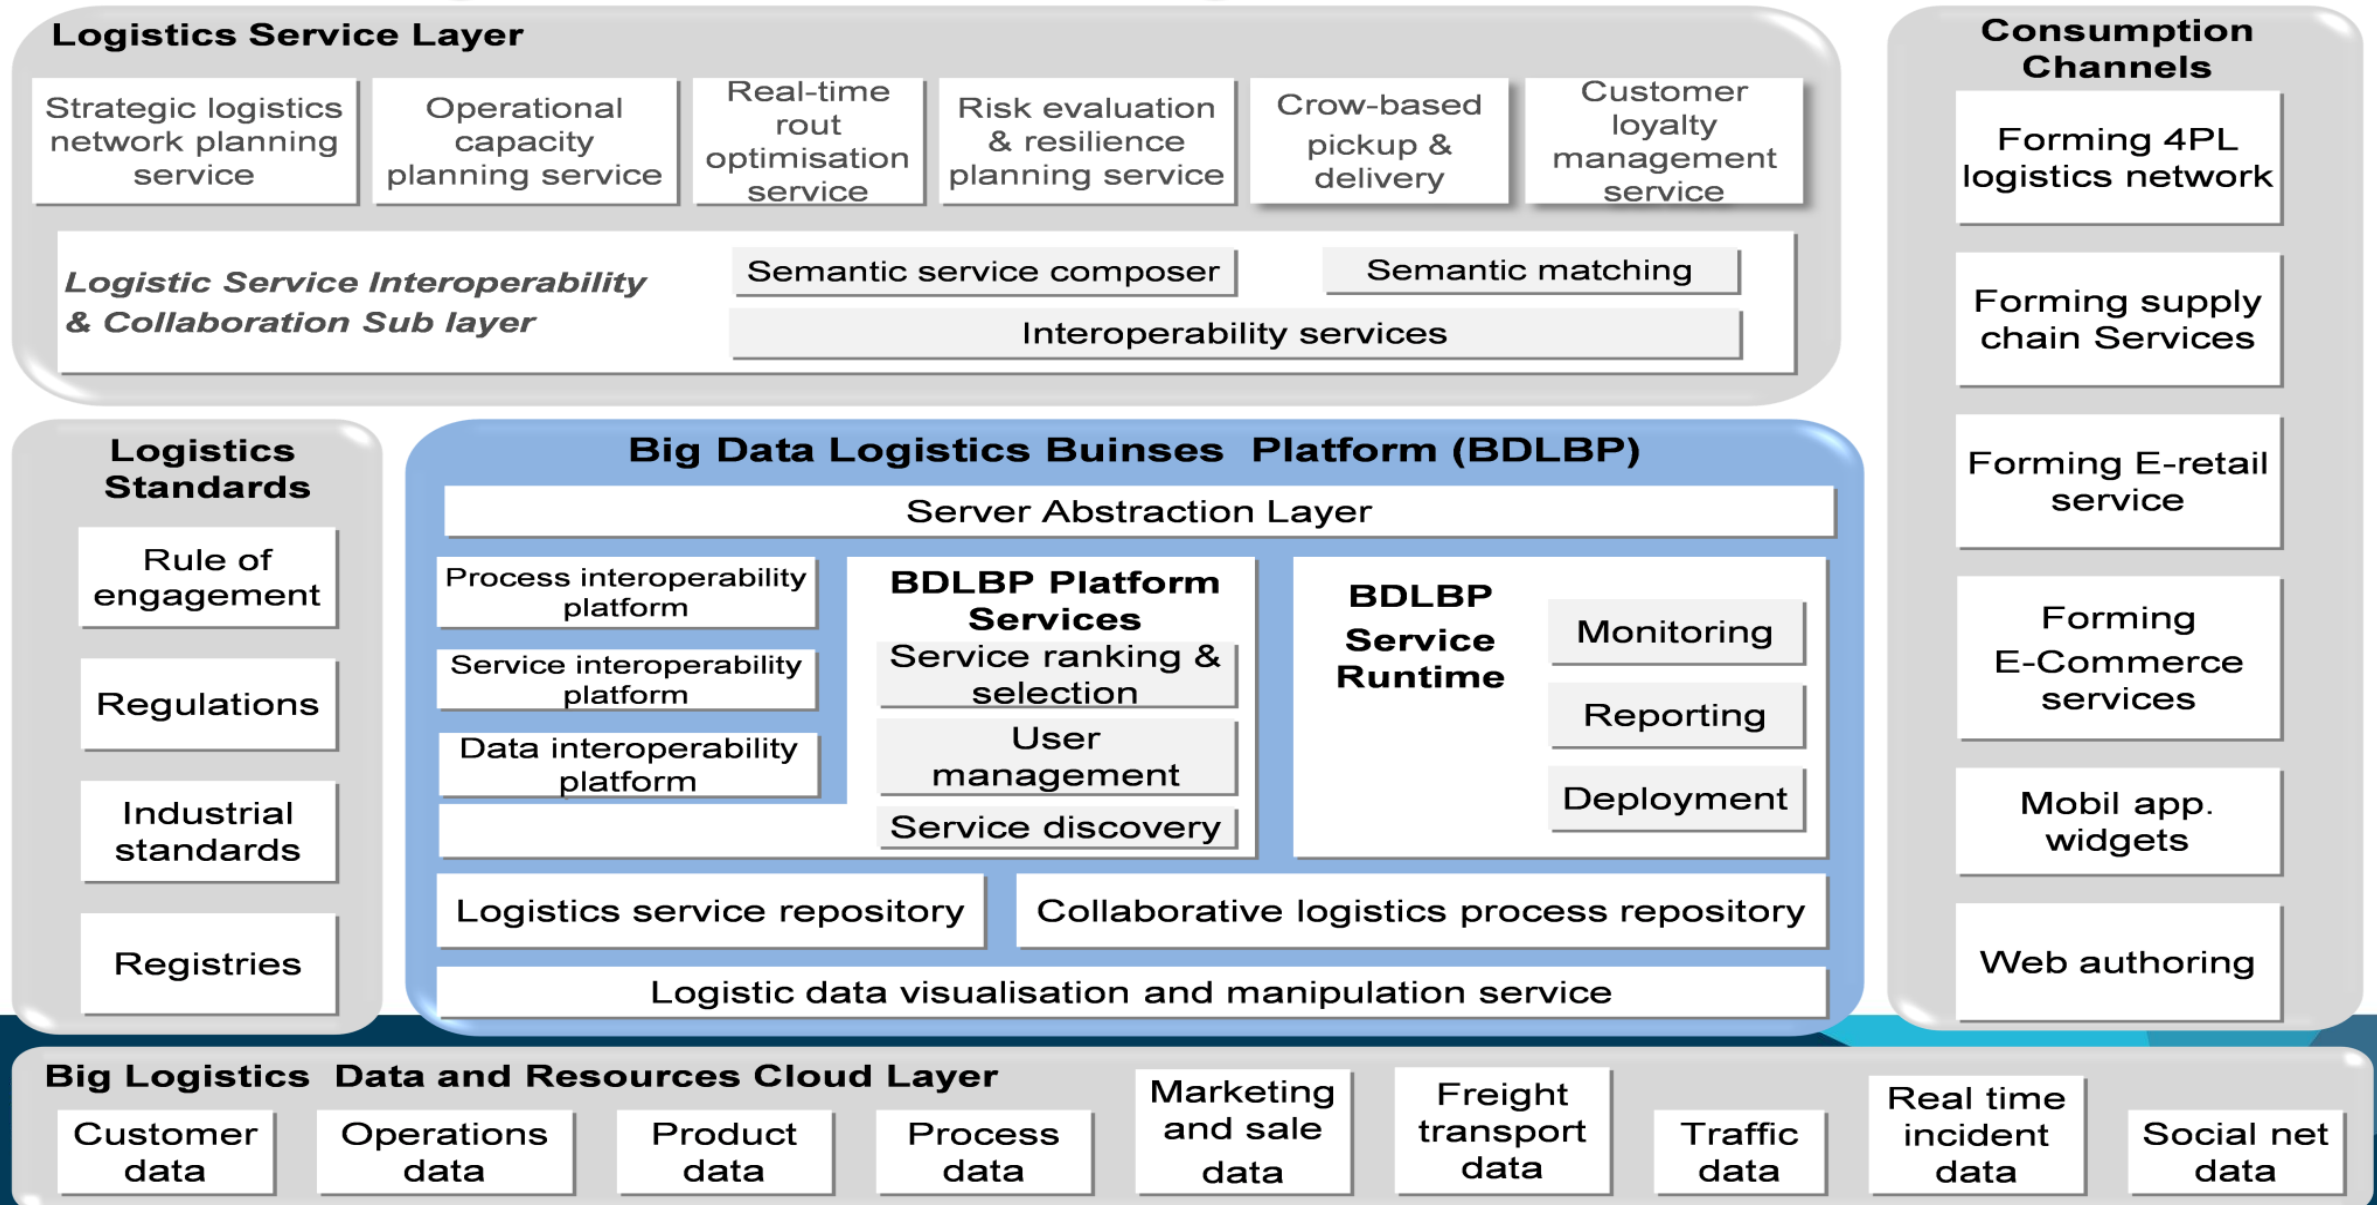 Logistics Service Layer
Strategic logistics
network planning
service
Operational
capacity
planning service
Real-time
rout
optimisation
service
Risk evaluation
& resilience
planning service
Crow-based
pickup &
delivery
Customer
loyalty
management
service
Logistic Service Interoperability
& Collaboration Sub layer
Semantic service composer
Semantic matching
Interoperability services
Consumption
Channels
Forming 4PL
logistics network
Forming supply
chain Services
Forming E-retail
service
Forming
E-Commerce
services
Mobil app.
widgets
Web authoring
Logistics
Standards
Rule of
engagement
Regulations
Industrial
standards
Registries
Big Data Logistics Buinses Platform (BDLBP)
Server Abstraction Layer
Process interoperability
platform
Service interoperability
platform
Data interoperability
platform
BDLBP Platform
Services
Service ranking &
selection
User
management
Service discovery
BDLBP
Service
Runtime
Monitoring
Reporting
Deployment
Logistics service repository
Collaborative logistics process repository
Logistic data visualisation and manipulation service
Big Logistics Data and Resources Cloud Layer
Customer
data
Operations
data
Product
data
Process
data
Marketing
and sale
data
Freight
transport
data
Traffic
data
Real time
incident
data
Social net
data